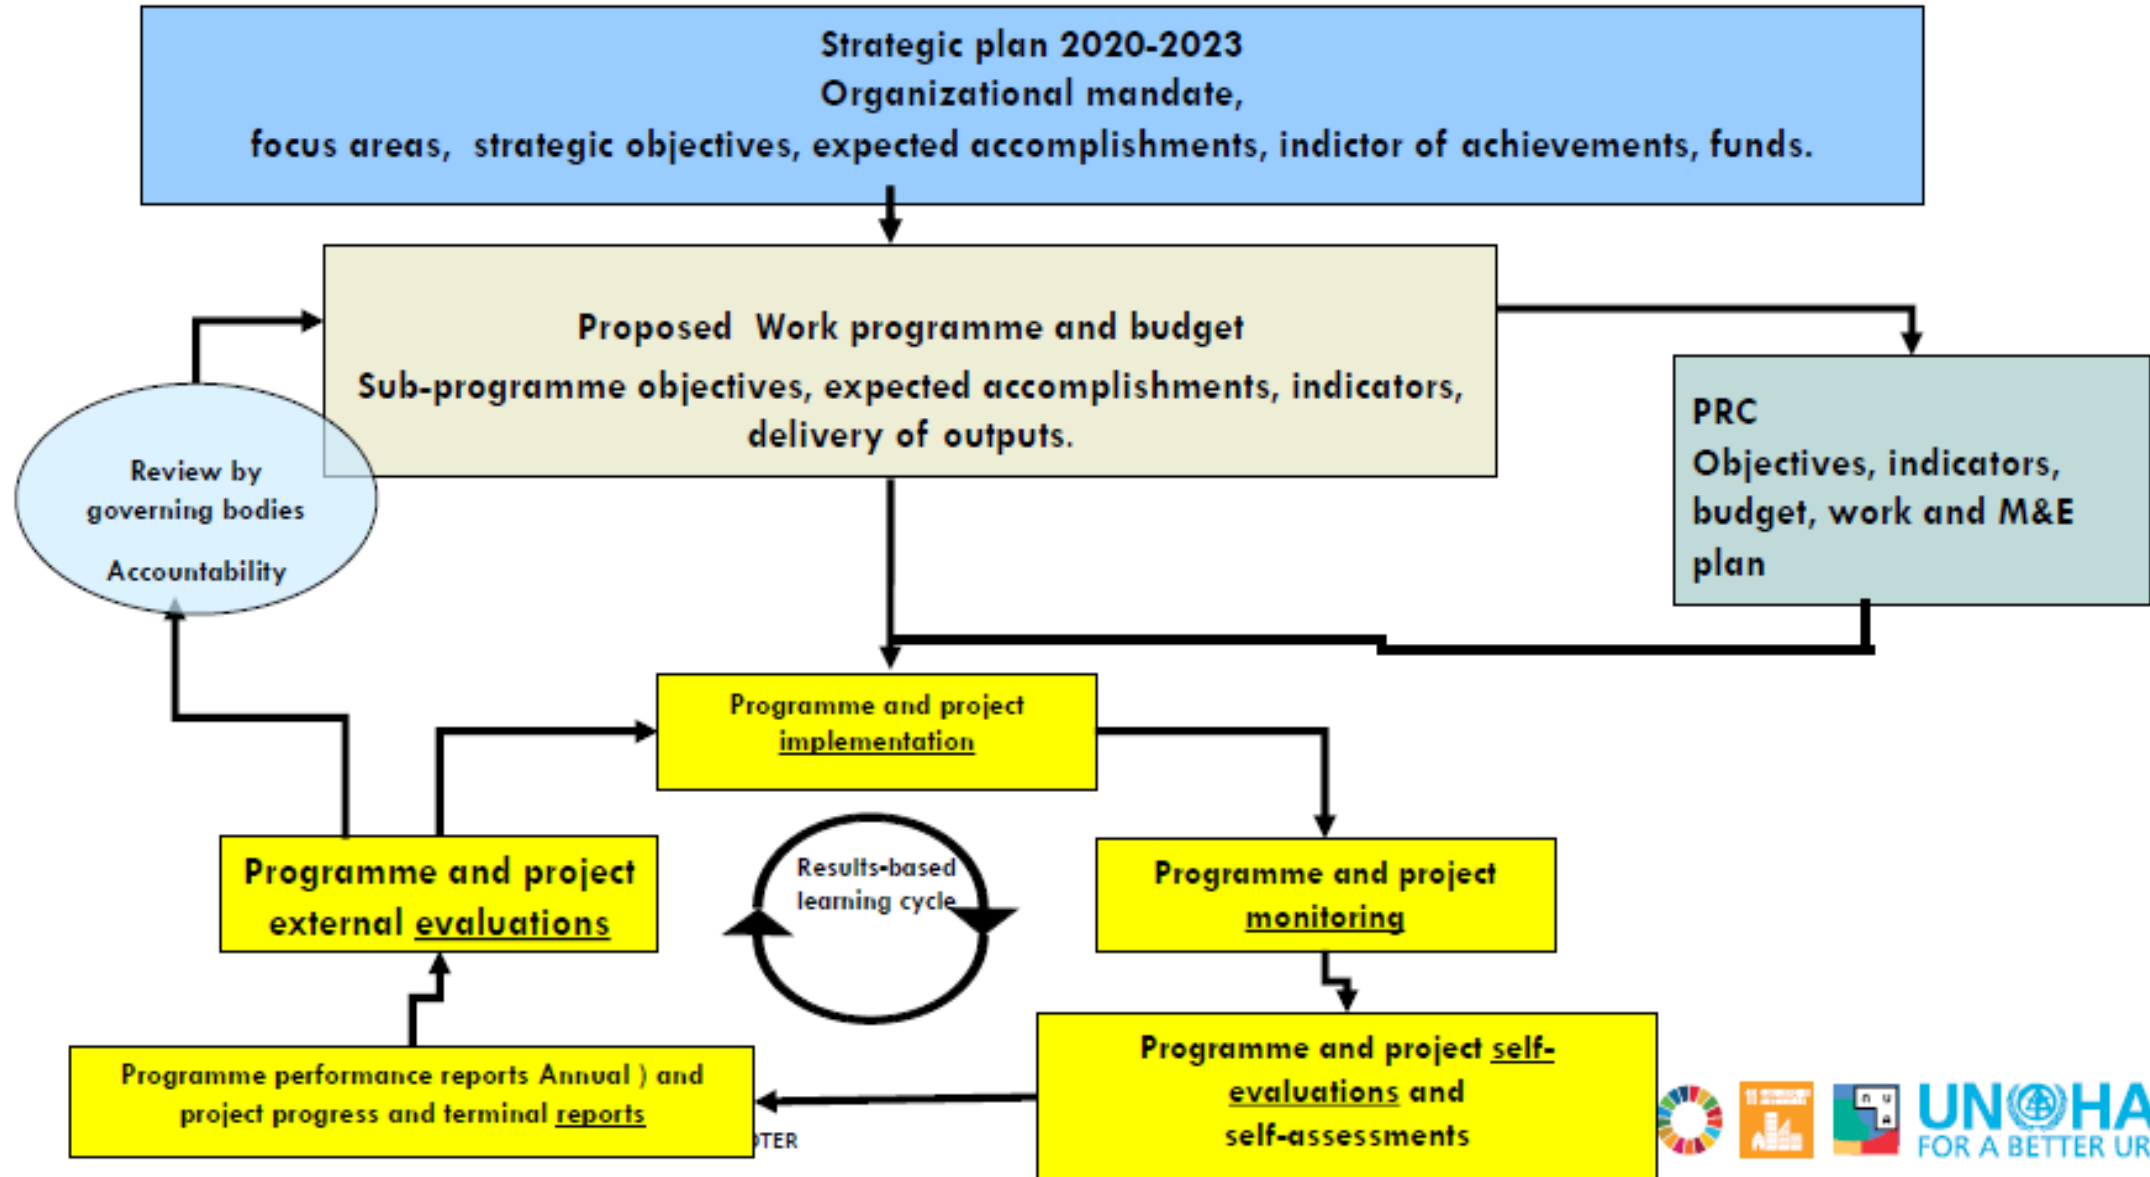 Strategic plan 2020-2023
Organizational mandate,
focus areas, strategic objectives, expected accomplishments, indictor of achievements, funds.
Proposed Work programme and budget
Sub-programme objectives, expected accomplishments, indicators,
delivery of outputs.
PRC
Objectives, indicators,
budget, work and M&E
plan
Review by
governing bodies
Accountability
Programme and project
implementation
Programme and project
external evaluations
Results-based
learning cycle
Programme and project
monitoring
Programme performance reports Annual ) and
project progress and terminal reports
Programme and project self-
evaluations and
self-assessments
OTER
n u
A
UN HA
FOR A BETTER UR